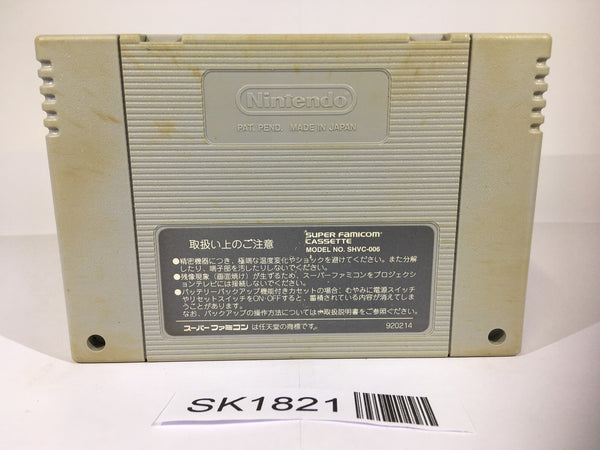 Nintendo
PAT. PEND. MADE IN JAPAN
取扱い上のご注意
SUPER FAMICOM
CASSETTE
MODEL NO. SHVC-006
●精密機器につき、極端な温度変化やショックを避けてください。また分解
したり、端子部を汚したりしないでください。
●残像現象（画面焼け）が生ずるため、スーパーファミコンをプロジェクシ
ョンテレビには接続しないでください。
●バッテリーバックアップ機能付きカセットの場合：むやみに電源スイッチ
やリセットスイッチをON・OFFすると、蓄積されている内容が消えてしま
うことがあります。
なお、バックアップの操作方法については取扱説明書をご参照ください。
スーパーファミコンは任天堂の商標です。
920214
SK1821